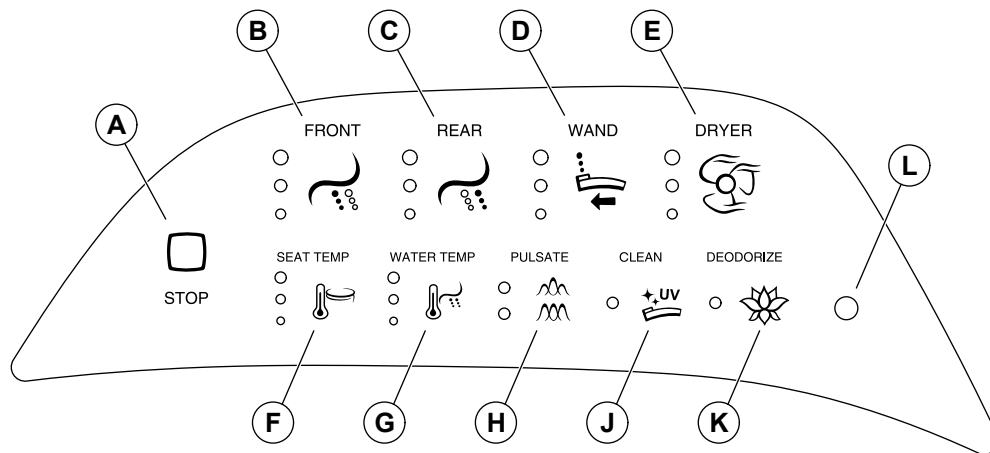 B C D E
A
FRONT REAR WAND DRYER
L
SEAT TEMP WATER TEMP PULSATE CLEAN DEODORIZE
UV
STOP
F G H J K